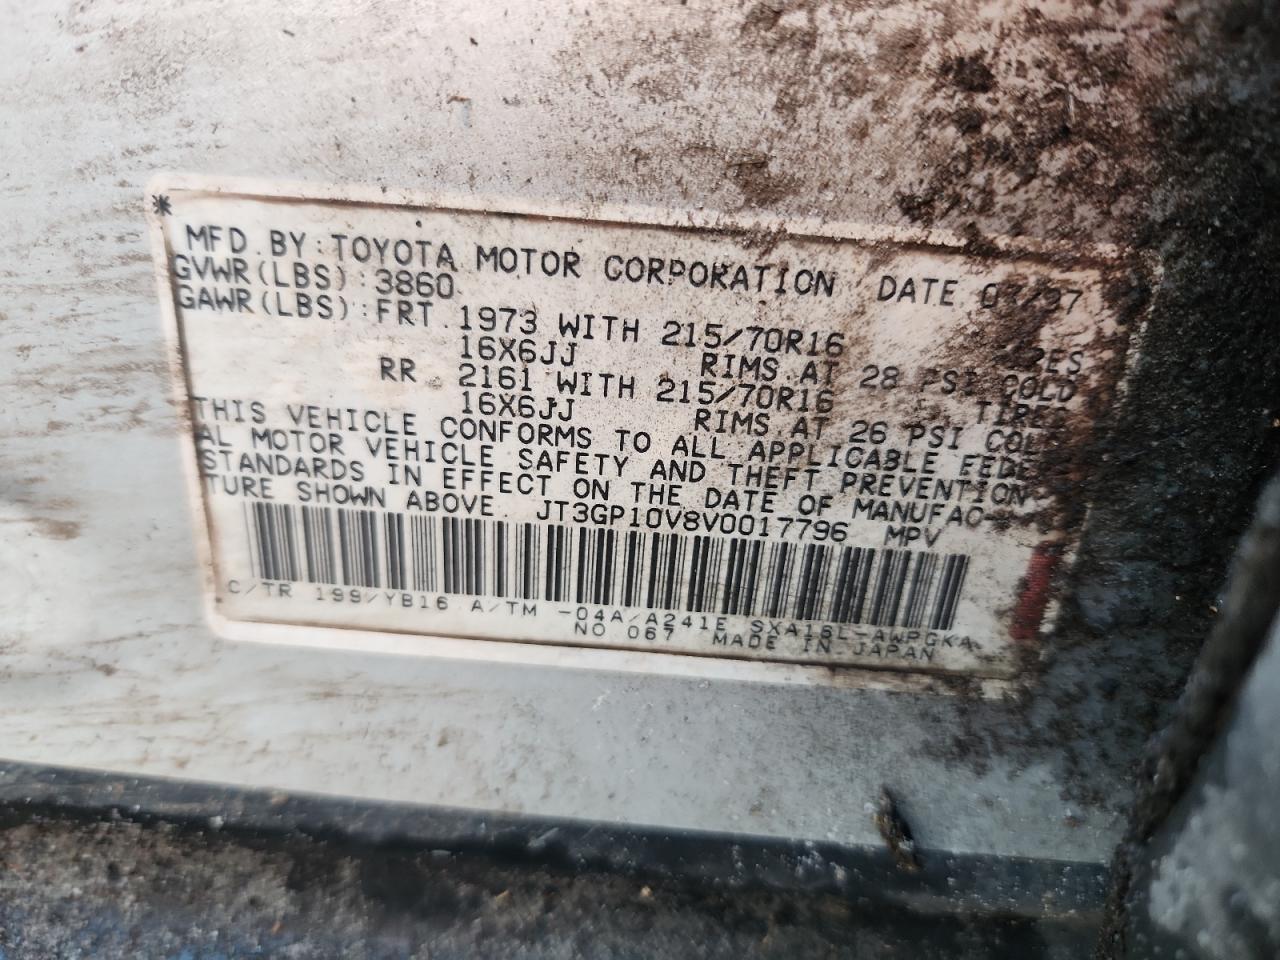 *
MFD. BY: TOYOTA MOTOR CORPORATION DATE
GVWR(LBS): 3860
GAWR(LBS): FRT. 1973 WITH 215/70R16
16X6JJ RIMS AT 28 PSI COLD
RR. 2161 WITH 215/70R16 TIRES
16X6JJ RIMS AT 26 PSI
THIS VEHICLE CONFORMS TO ALL APPLICABLE
AL MOTOR VEHICLE SAFETY AND THEFT PREVENTION
STANDARDS IN EFFECT ON THE DATE OF MANUFAC-
TURE SHOWN ABOVE. JT3GP10V8V0017796 MPV
C/TR 199/YB16 A/TM -04A/A241E SXA16L-AWPGKA
NO 067 MADE IN JAPAN